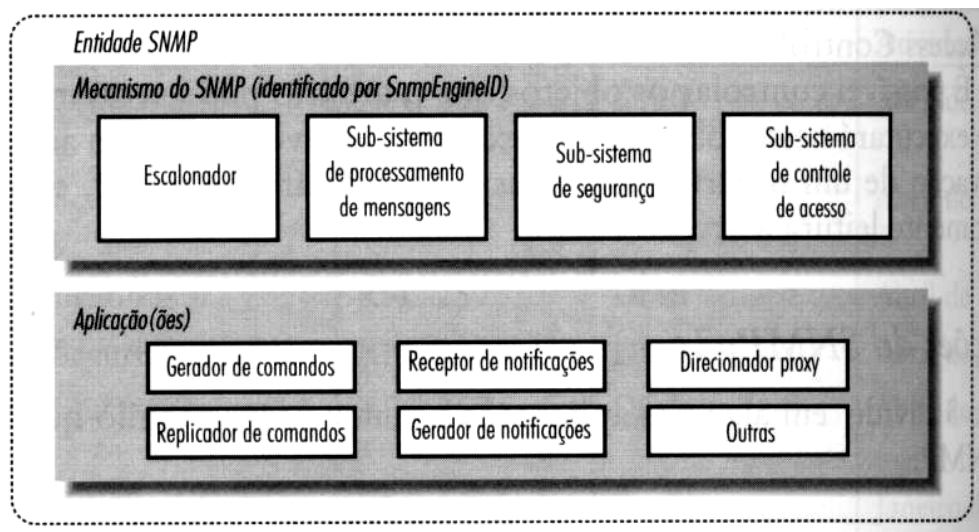 Entidade SNMP
Mecanismo do SNMP (identificado por SnmpEngineID)
Escalonador
Sub-sistema
de processamento
de mensagens
Sub-sistema
de segurança
Sub-sistema
de controle
de acesso
Aplicação(ões)
Gerador de comandos
Receptor de notificações
Direcionador proxy
Replicador de comandos
Gerador de notificações
Outras